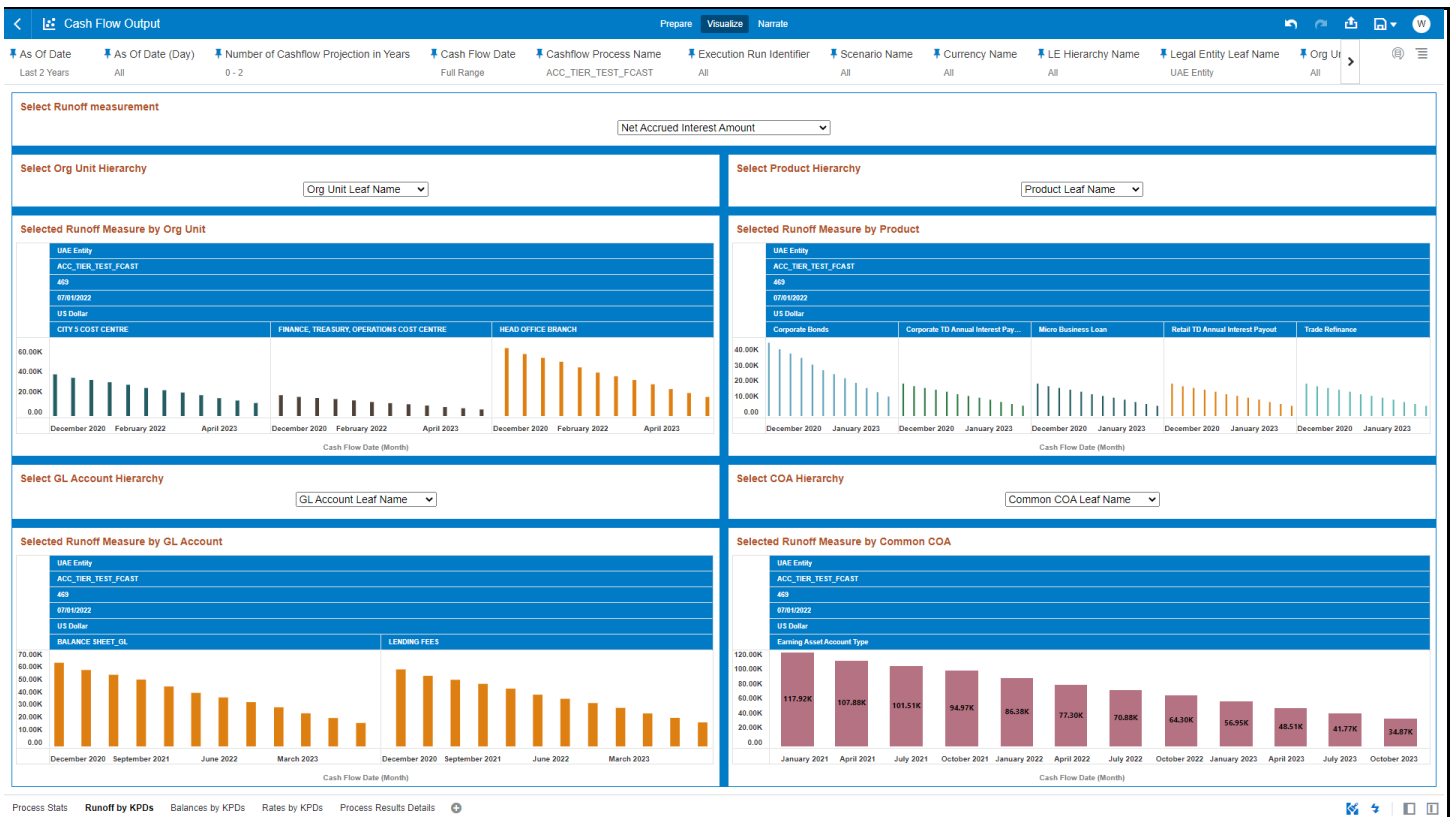 Cash Flow Output
Prepare Visualize Narrate
W
As Of Date As Of Date (Day) Number of Cashflow Projection in Years Cash Flow Date Cashflow Process Name Execution Run Identifier Scenario Name Currency Name LE Hierarchy Name Legal Entity Leaf Name Org Un
Last 2 Years All 0 - 2 Full Range ACC_TIER_TEST_FCAST All All All All UAE Entity All
Select Runoff measurement
Net Accrued Interest Amount
Select Org Unit Hierarchy
Org Unit Leaf Name
Select Product Hierarchy
Product Leaf Name
Selected Runoff Measure by Org Unit
UAE Entity
ACC_TIER_TEST_FCAST
469
07/01/2022
US Dollar
CITY 5 COST CENTRE FINANCE, TREASURY, OPERATIONS COST CENTRE HEAD OFFICE BRANCH
60.00K
40.00K
20.00K
0.00
December 2020 February 2022 April 2023 December 2020 February 2022 April 2023 December 2020 February 2022 April 2023
Cash Flow Date (Month)
Selected Runoff Measure by Product
UAE Entity
ACC_TIER_TEST_FCAST
469
07/01/2022
US Dollar
Corporate Bonds Corporate TD Annual Interest Pay... Micro Business Loan Retail TD Annual Interest Payout Trade Refinance
40.00K
30.00K
20.00K
10.00K
0.00
December 2020 January 2023 December 2020 January 2023 December 2020 January 2023 December 2020 January 2023 December 2020 January 2023
Cash Flow Date (Month)
Select GL Account Hierarchy
GL Account Leaf Name
Select COA Hierarchy
Common COA Leaf Name
Selected Runoff Measure by GL Account
UAE Entity
ACC_TIER_TEST_FCAST
469
07/01/2022
US Dollar
BALANCE SHEET_GL LENDING FEES
70.00K
60.00K
50.00K
40.00K
30.00K
20.00K
10.00K
0.00
December 2020 September 2021 June 2022 March 2023 December 2020 September 2021 June 2022 March 2023
Cash Flow Date (Month)
Selected Runoff Measure by Common COA
UAE Entity
ACC_TIER_TEST_FCAST
469
07/01/2022
US Dollar
Earning Asset Account Type
120.00K
100.00K
80.00K
60.00K
40.00K
20.00K
0.00
117.92K 107.88K 101.51K 94.97K 86.38K 77.30K 70.88K 64.30K 56.95K 48.51K 41.77K 34.87K
January 2021 April 2021 July 2021 October 2021 January 2022 April 2022 July 2022 October 2022 January 2023 April 2023 July 2023 October 2023
Cash Flow Date (Month)
Process Stats Runoff by KPDs Balances by KPDs Rates by KPDs Process Results Details